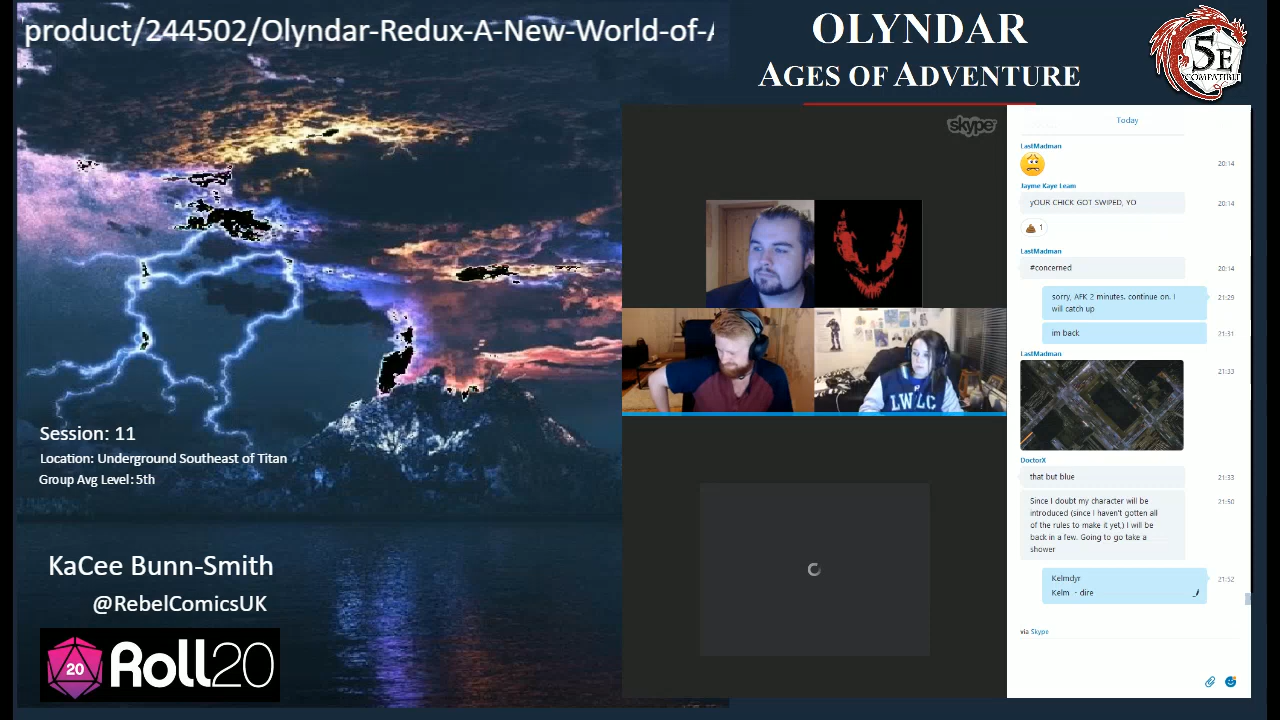 product/244502/Olyndar-Redux-A-New-World-of-A
OLYNDAR
AGES OF ADVENTURE
5E
COMPATIBLE
skype
Session: 11
Location: Underground Southeast of Titan
Group Avg Level: 5th
KaCee Bunn-Smith
@RebelComicsUK
20
Roll20
LWLC
Today
LastMadman
20:14
Jayme Kaye Leam
yOUR CHICK GOT SWIPED, YO
20:14
1
LastMadman
#concerned
20:14
sorry, AFK 2 minutes. continue on. I
will catch up
21:29
im back
21:31
LastMadman
21:33
DoctorX
that but blue
21:33
Since I doubt my character will be
introduced (since I haven't gotten all
of the rules to make it yet,) I will be
back in a few. Going to go take a
shower
21:50
Kelmdyr
Kelm - dire
21:52
via Skype